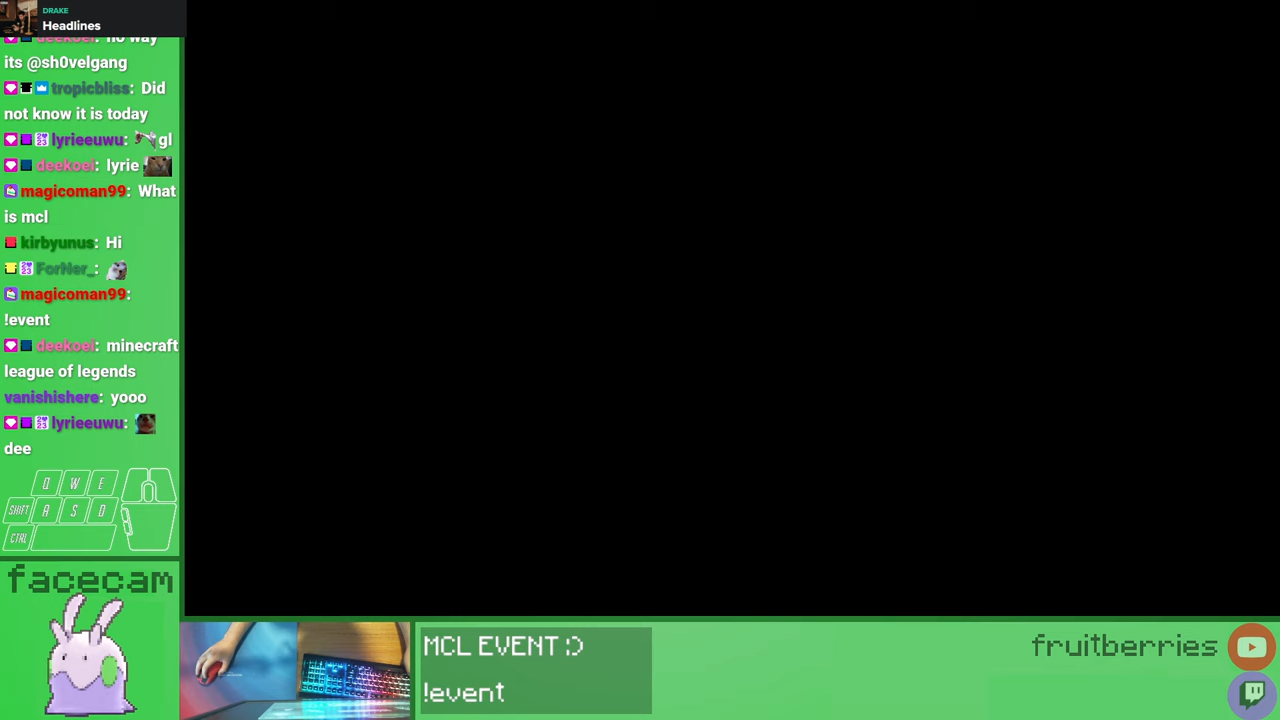 DRAKE
Headlines
deekoel: no way
its @sh0velgang
tropicbliss: Did
not know it is today
lyrieeuwu: gl
deekoel: lyrie
magicoman99: What
is mcl
kirbyunus: Hi
ForNer_:
magicoman99:
!event
deekoel: minecraft
league of legends
vanishishere: yooo
lyrieeuwu:
dee
Q W E
SHIFT A S D
CTRL
facecam
MCL EVENT :)
!event
fruitberries